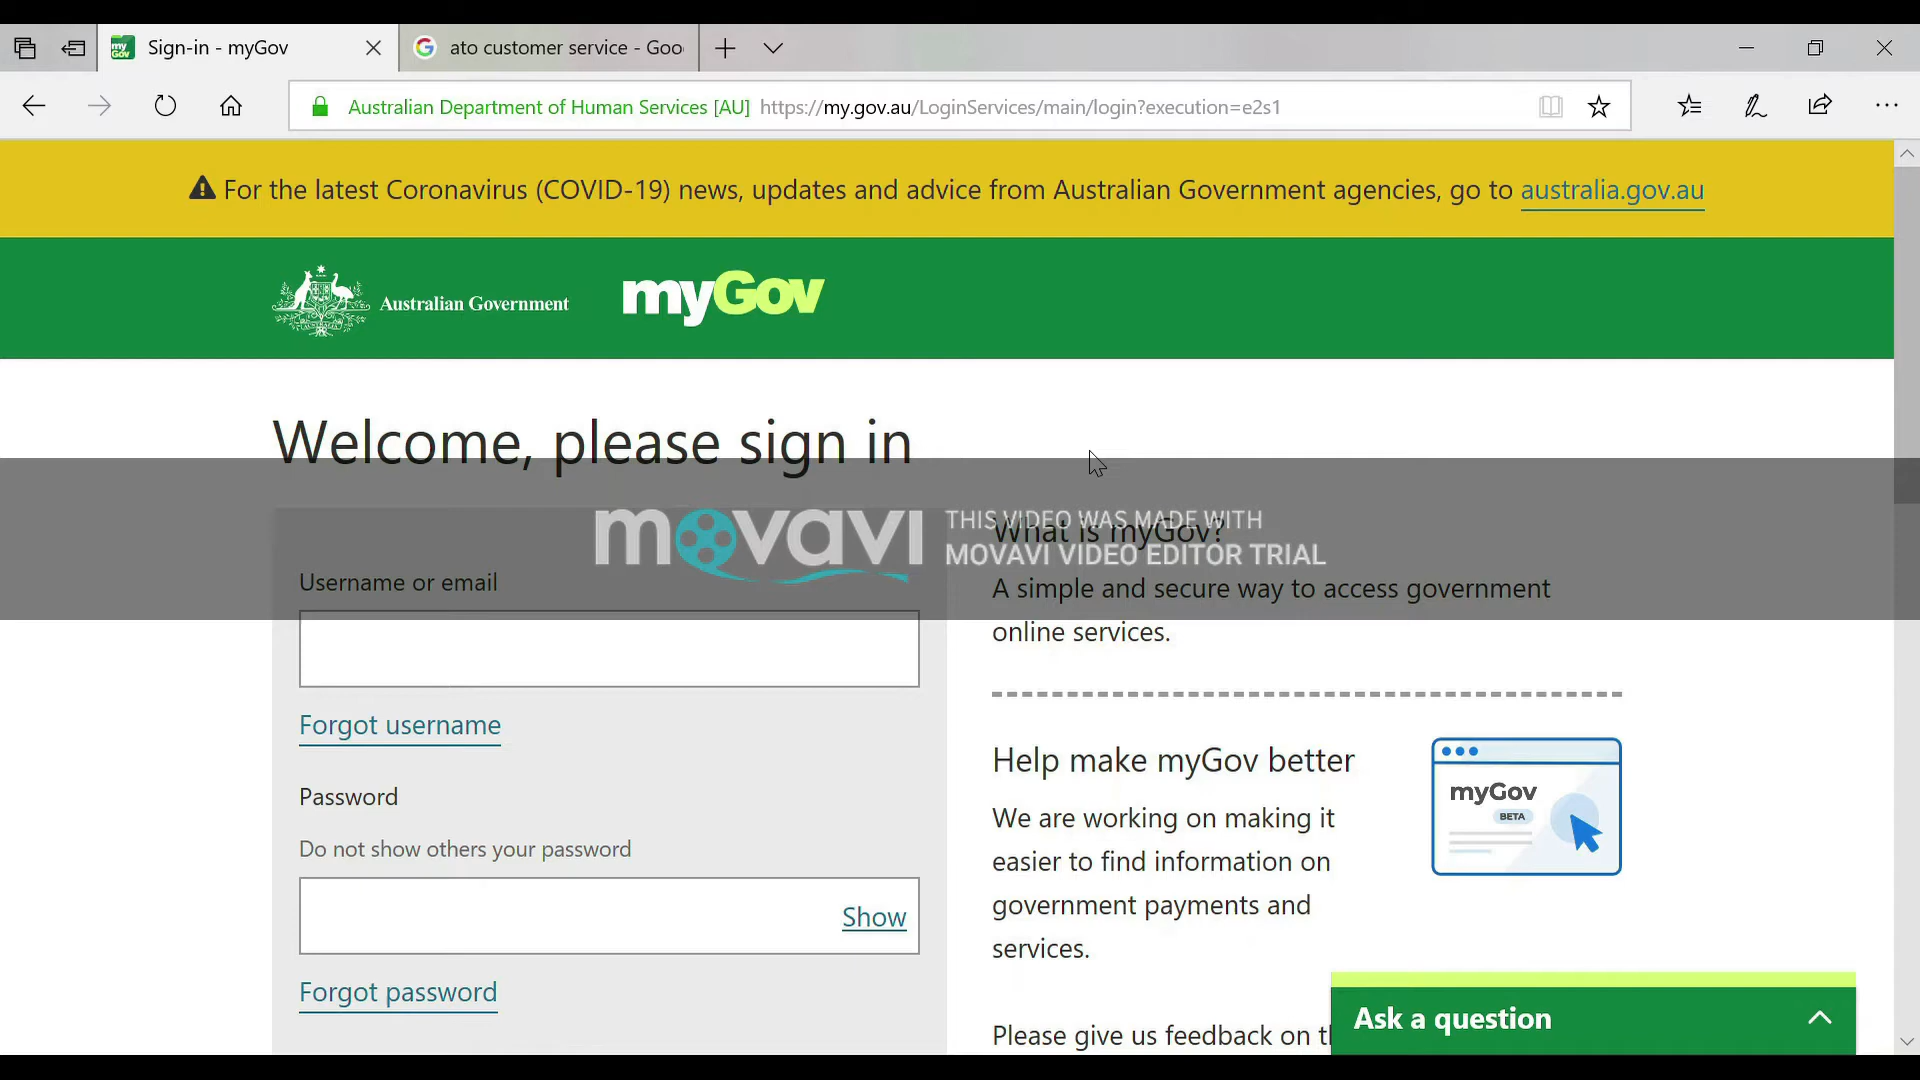 Sign-in - myGov
ato customer service - Goo
Australian Department of Human Services [AU] https://my.gov.au/LoginServices/main/login?execution=e2s1
For the latest Coronavirus (COVID-19) news, updates and advice from Australian Government agencies, go to australia.gov.au
Australian Government
myGov
Welcome, please sign in
movavi
THIS VIDEO WAS MADE WITH
MOVAVI VIDEO EDITOR TRIAL
Username or email
Forgot username
Password
Do not show others your password
Show
Forgot password
What is myGov?
A simple and secure way to access government
online services.
Help make myGov better
We are working on making it
easier to find information on
government payments and
services.
myGov
BETA
Please give us feedback on
Ask a question